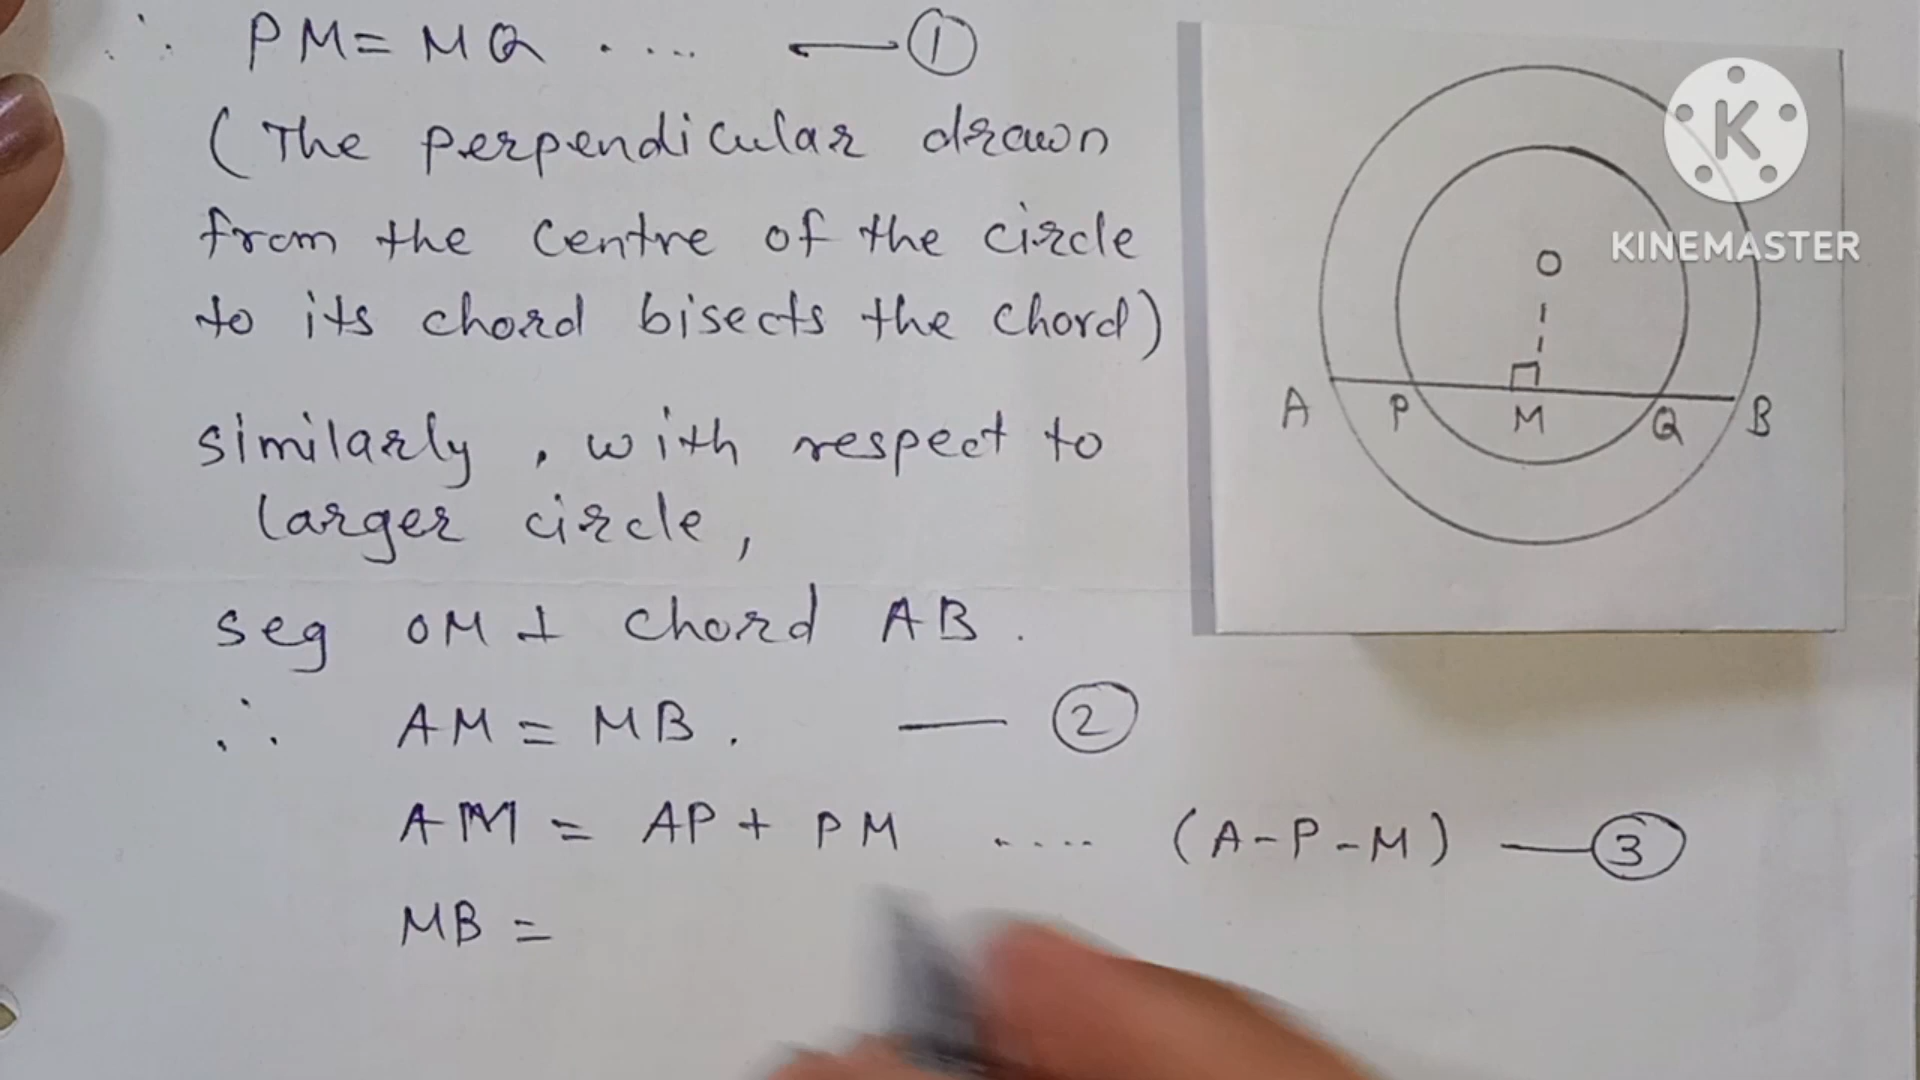 ∴ PM = MQ .... — ①
(The perpendicular drawn
from the centre of the circle
to its chord bisects the chord)
similarly, with respect to
larger circle,
seg OM ⊥ chord AB.
∴ AM = MB. — ②
AM = AP + PM .... (A-P-M) — ③
MB =
K
KINEMASTER
O
A P M Q B